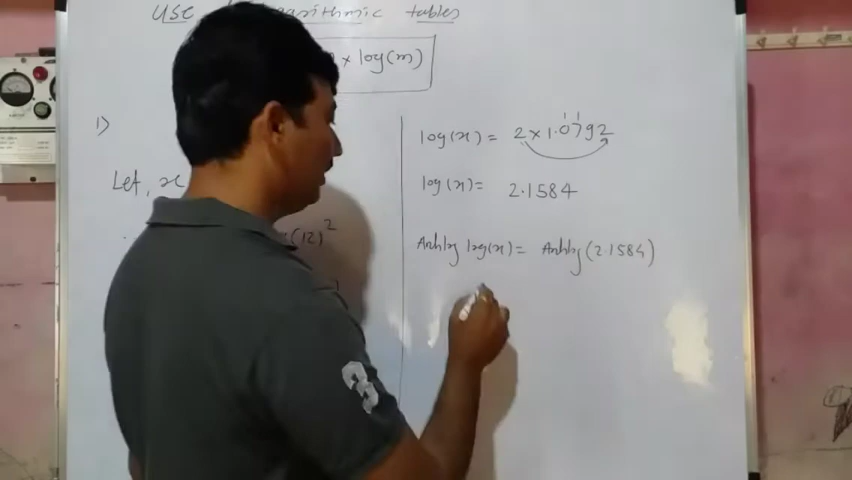 use logarithmic tables
× log(m)
1)
Let, x
(12)²
log(x) = 2×1.0792
log(x) = 2.1584
Antilog log(x) = Antilog (2.1584)
3